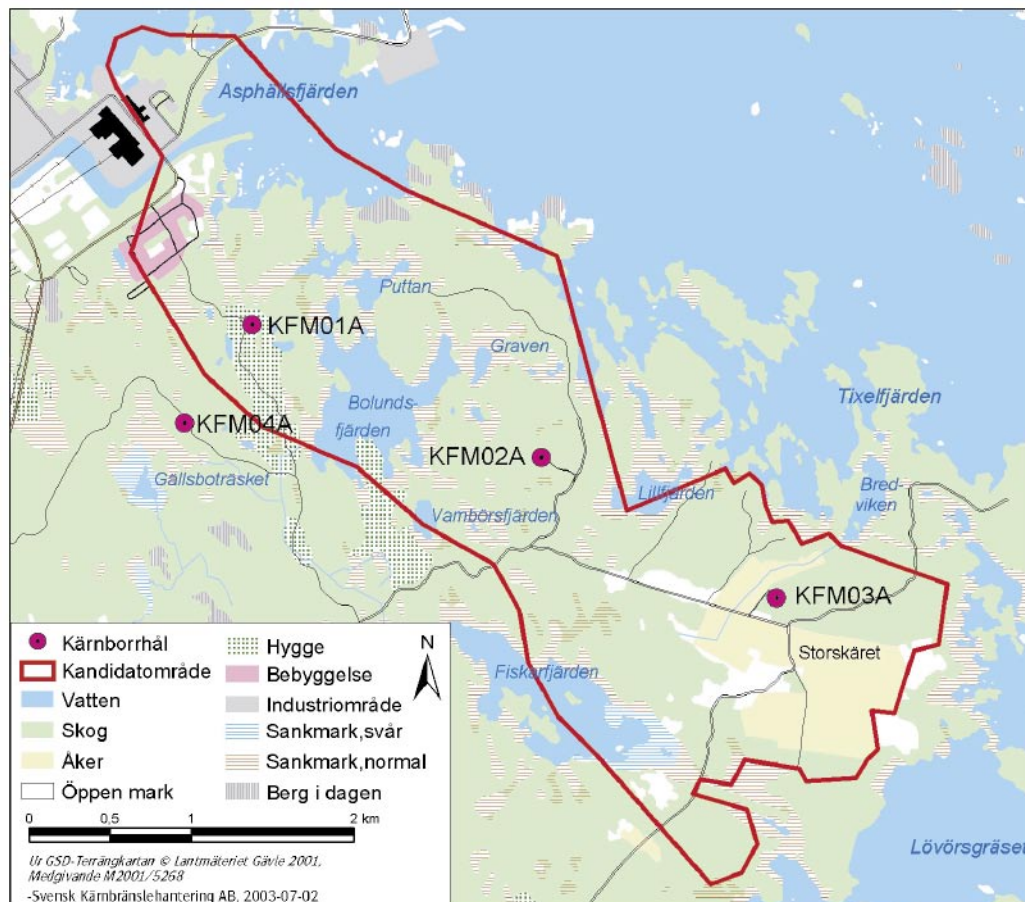 Asphällsfjärden
Puttan
KFM01A
Graven
Bolunds-
fjärden
Tixelfjärden
KFM04A
KFM02A
Gällsboträsket
Lillfjärden
Bred-
viken
Vambörsfjärden
KFM03A
Storskäret
Fiskarfjärden
Lövörsgräset
N
Kärnborrhål
Kandidatområde
Vatten
Skog
Åker
Öppen mark
Hygge
Bebyggelse
Industriområde
Sankmark,svår
Sankmark,normal
Berg i dagen
0 0,5 1 2 km
Ur GSD-Terrängkartan © Lantmäteriet Gävle 2001,
Medgivande M2001/5268
-Svensk Kärnbränslehantering AB, 2003-07-02